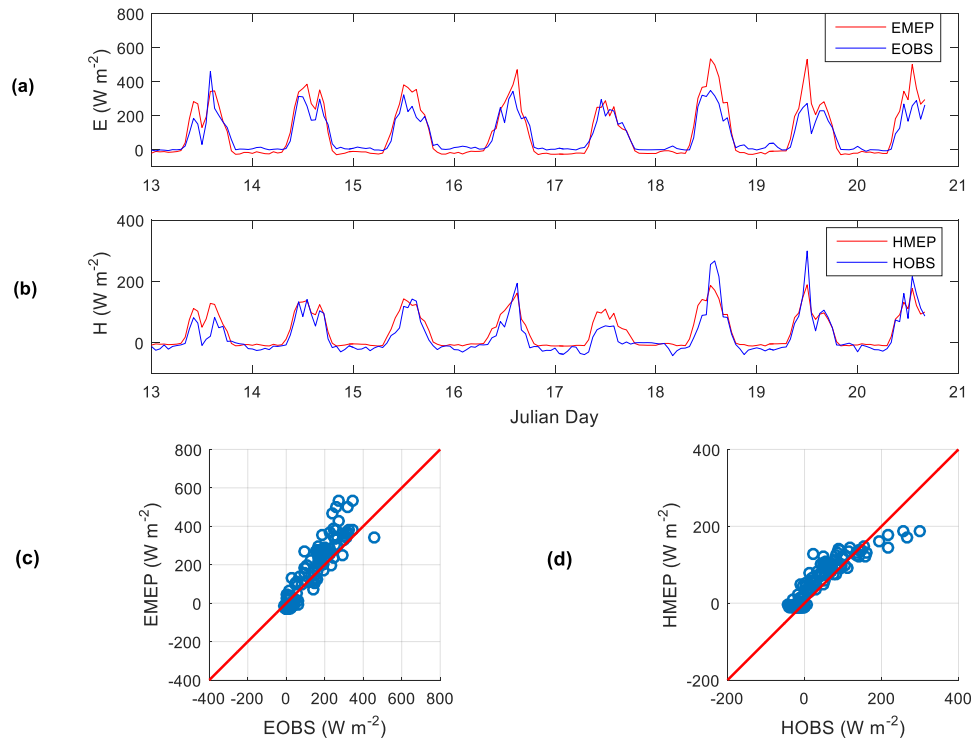 (a)
E (W m-2)
800
600
400
200
0
EMEP
EOBS
13 14 15 16 17 18 19 20 21
(b)
H (W m-2)
400
200
0
HMEP
HOBS
13 14 15 16 17 18 19 20 21
Julian Day
(c)
EMEP (W m-2)
800
600
400
200
0
-200
-400
-400 -200 0 200 400 600 800
EOBS (W m-2)
(d)
HMEP (W m-2)
400
200
0
-200
-200 0 200 400
HOBS (W m-2)